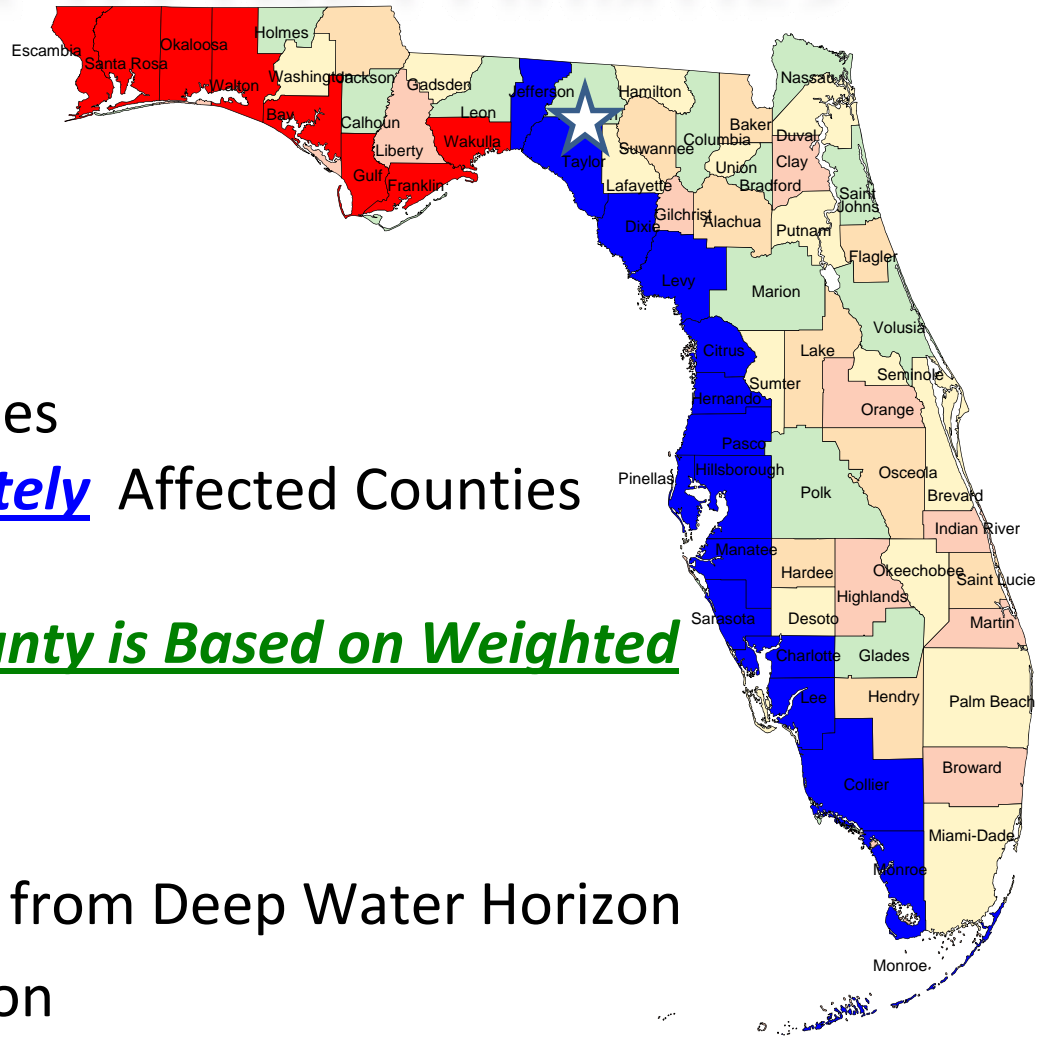 Escambia
Santa Rosa
Okaloosa
Walton
Holmes
Washington
Jackson
Bay
Calhoun
Gulf
Liberty
Franklin
Gadsden
Leon
Wakulla
Jefferson
Taylor
Hamilton
Suwannee
Lafayette
Dixie
Columbia
Baker
Nassau
Duval
Union
Bradford
Clay
Saint
Johns
Gilchrist
Alachua
Putnam
Flagler
Levy
Marion
Volusia
Citrus
Sumter
Lake
Seminole
Hernando
Orange
Pasco
Hillsborough
Pinellas
Polk
Osceola
Brevard
Indian River
Manatee
Hardee
Highlands
Okeechobee
Saint Lucie
Sarasota
Desoto
Martin
Charlotte
Glades
Lee
Hendry
Palm Beach
Collier
Broward
Miami-Dade
Monroe
Monroe
es
tely Affected Counties
unty is Based on Weighted
from Deep Water Horizon
on